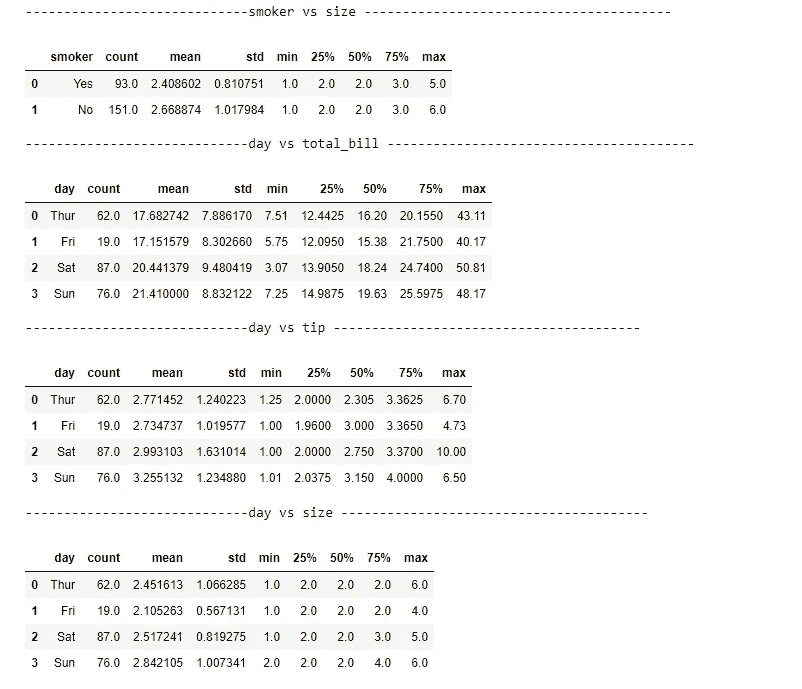 -----------------------------smoker vs size ----------------------------------------
smoker count mean std min 25% 50% 75% max
0 Yes 93.0 2.408602 0.810751 1.0 2.0 2.0 3.0 5.0
1 No 151.0 2.668874 1.017984 1.0 2.0 2.0 3.0 6.0
-----------------------------day vs total_bill ----------------------------------------
day count mean std min 25% 50% 75% max
0 Thur 62.0 17.682742 7.886170 7.51 12.4425 16.20 20.1550 43.11
1 Fri 19.0 17.151579 8.302660 5.75 12.0950 15.38 21.7500 40.17
2 Sat 87.0 20.441379 9.480419 3.07 13.9050 18.24 24.7400 50.81
3 Sun 76.0 21.410000 8.832122 7.25 14.9875 19.63 25.5975 48.17
-----------------------------day vs tip ----------------------------------------
day count mean std min 25% 50% 75% max
0 Thur 62.0 2.771452 1.240223 1.25 2.0000 2.305 3.3625 6.70
1 Fri 19.0 2.734737 1.019577 1.00 1.9600 3.000 3.3650 4.73
2 Sat 87.0 2.993103 1.631014 1.00 2.0000 2.750 3.3700 10.00
3 Sun 76.0 3.255132 1.234880 1.01 2.0375 3.150 4.0000 6.50
-----------------------------day vs size ----------------------------------------
day count mean std min 25% 50% 75% max
0 Thur 62.0 2.451613 1.066285 1.0 2.0 2.0 2.0 6.0
1 Fri 19.0 2.105263 0.567131 1.0 2.0 2.0 2.0 4.0
2 Sat 87.0 2.517241 0.819275 1.0 2.0 2.0 3.0 5.0
3 Sun 76.0 2.842105 1.007341 2.0 2.0 2.0 4.0 6.0